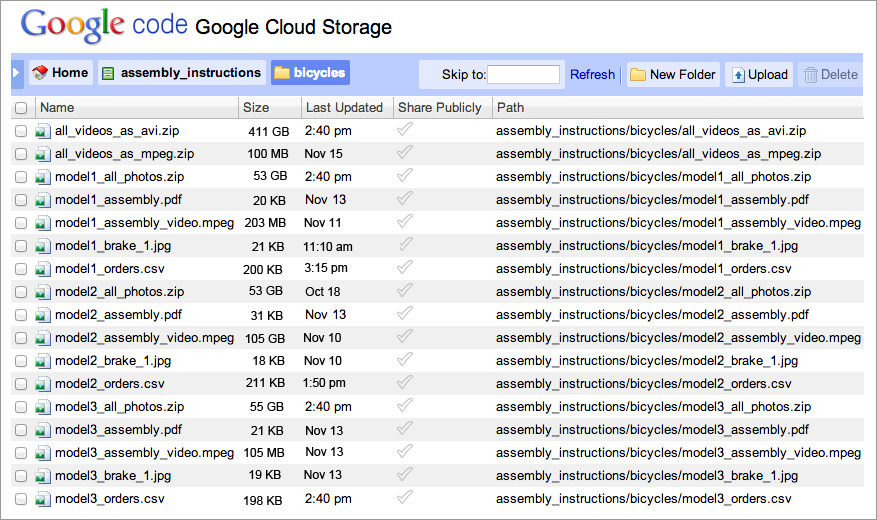 Google code Google Cloud Storage
Home assembly_instructions bicycles Skip to: Refresh New Folder Upload Delete
Name Size Last Updated Share Publicly Path
all_videos_as_avi.zip 411 GB 2:40 pm assembly_instructions/bicycles/all_videos_as_avi.zip
all_videos_as_mpeg.zip 100 MB Nov 15 assembly_instructions/bicycles/all_videos_as_mpeg.zip
model1_all_photos.zip 53 GB 2:40 pm assembly_instructions/bicycles/model1_all_photos.zip
model1_assembly.pdf 20 KB Nov 13 assembly_instructions/bicycles/model1_assembly.pdf
model1_assembly_video.mpeg 203 MB Nov 11 assembly_instructions/bicycles/model1_assembly_video.mpeg
model1_brake_1.jpg 21 KB 11:10 am assembly_instructions/bicycles/model1_brake_1.jpg
model1_orders.csv 200 KB 3:15 pm assembly_instructions/bicycles/model1_orders.csv
model2_all_photos.zip 53 GB Oct 18 assembly_instructions/bicycles/model2_all_photos.zip
model2_assembly.pdf 31 KB Nov 13 assembly_instructions/bicycles/model2_assembly.pdf
model2_assembly_video.mpeg 105 GB Nov 10 assembly_instructions/bicycles/model2_assembly_video.mpeg
model2_brake_1.jpg 18 KB Nov 10 assembly_instructions/bicycles/model2_brake_1.jpg
model2_orders.csv 211 KB 1:50 pm assembly_instructions/bicycles/model2_orders.csv
model3_all_photos.zip 55 GB 2:40 pm assembly_instructions/bicycles/model3_all_photos.zip
model3_assembly.pdf 21 KB Nov 13 assembly_instructions/bicycles/model3_assembly.pdf
model3_assembly_video.mpeg 105 MB Nov 13 assembly_instructions/bicycles/model3_assembly_video.mpeg
model3_brake_1.jpg 19 KB Nov 13 assembly_instructions/bicycles/model3_brake_1.jpg
model3_orders.csv 198 KB 2:40 pm assembly_instructions/bicycles/model3_orders.csv